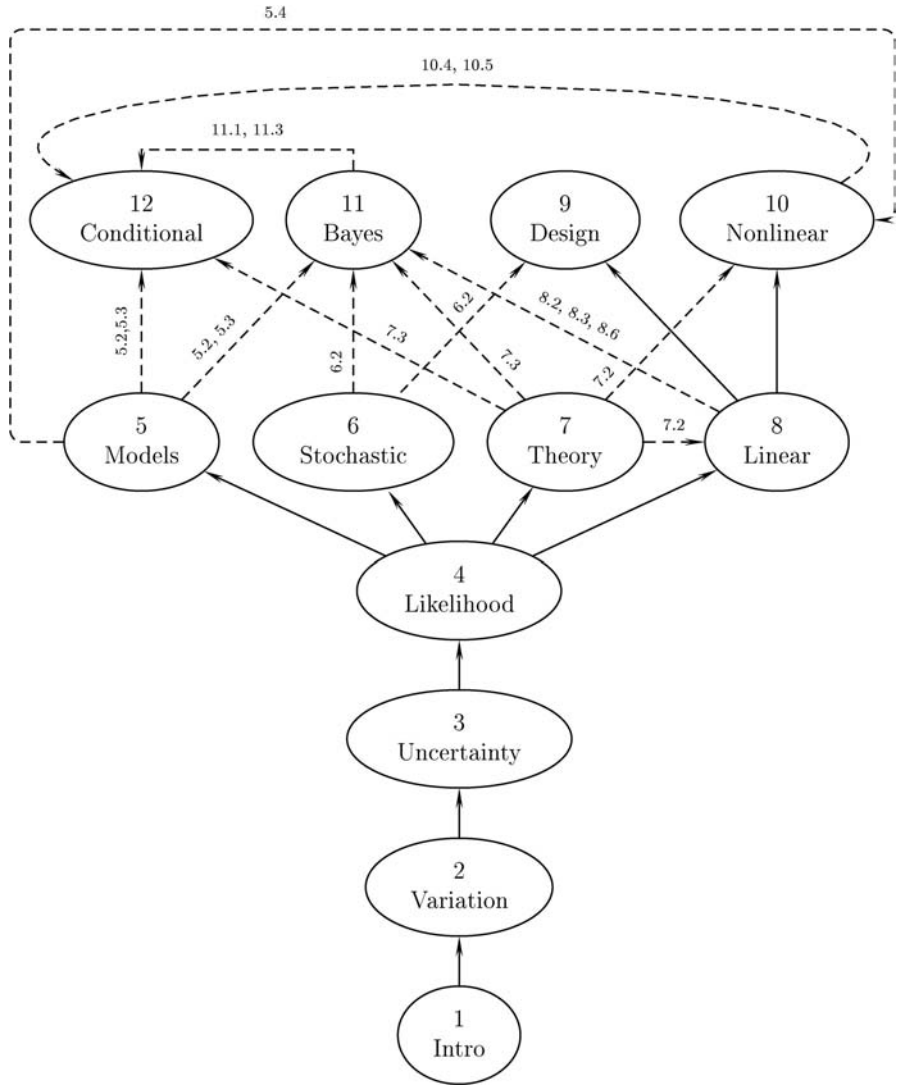 5.4
10.4, 10.5
11.1, 11.3
12
Conditional
11
Bayes
9
Design
10
Nonlinear
5.2,5.3
5.2, 5.3
6.2
7.3
6.2
7.3
8.2, 8.3, 8.6
7.2
5
Models
6
Stochastic
7
Theory
7.2
8
Linear
4
Likelihood
3
Uncertainty
2
Variation
1
Intro